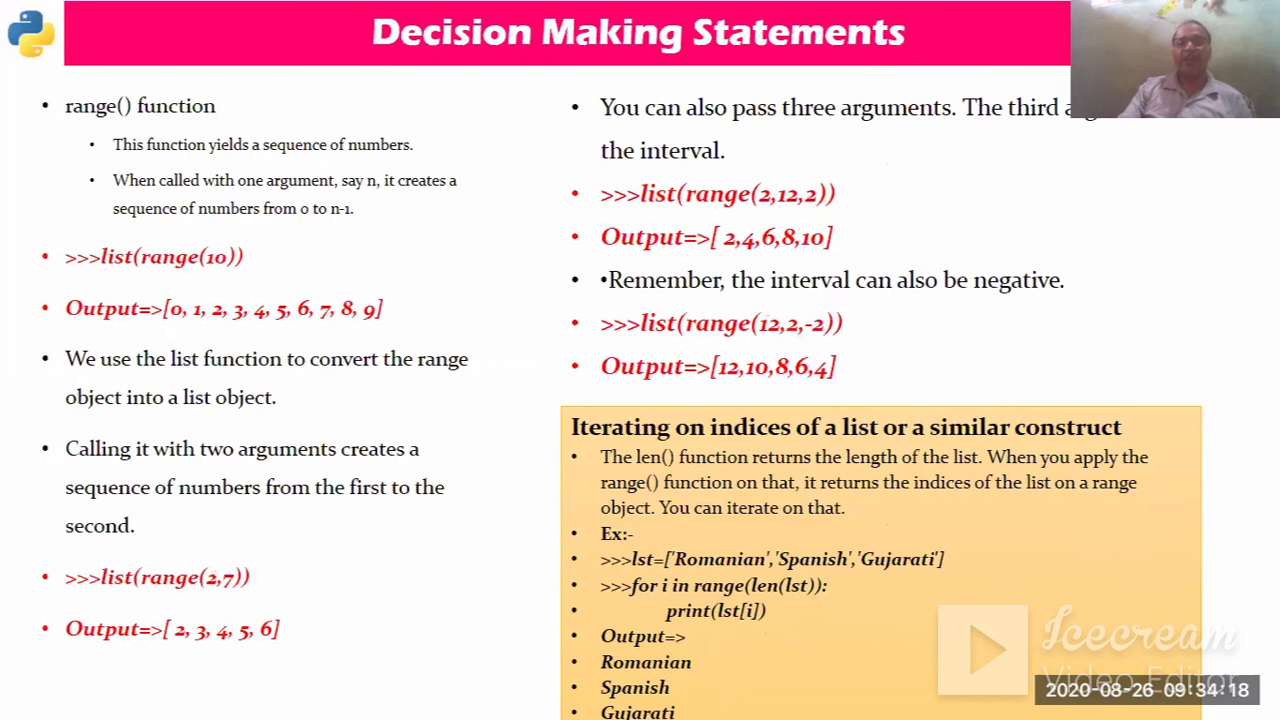 Decision Making Statements
• range() function
• This function yields a sequence of numbers.
• When called with one argument, say n, it creates a
sequence of numbers from 0 to n-1.
• >>>list(range(10))
• Output=>[0, 1, 2, 3, 4, 5, 6, 7, 8, 9]
• We use the list function to convert the range
object into a list object.
• Calling it with two arguments creates a
sequence of numbers from the first to the
second.
• >>>list(range(2,7))
• Output=>[ 2, 3, 4, 5, 6]
• You can also pass three arguments. The third
the interval.
• >>>list(range(2,12,2))
• Output=>[ 2,4,6,8,10]
• •Remember, the interval can also be negative.
• >>>list(range(12,2,-2))
• Output=>[12,10,8,6,4]
Iterating on indices of a list or a similar construct
• The len() function returns the length of the list. When you apply the
range() function on that, it returns the indices of the list on a range
object. You can iterate on that.
• Ex:-
• >>>lst=['Romanian','Spanish','Gujarati']
• >>>for i in range(len(lst)):
• print(lst[i])
• Output=>
• Romanian
• Spanish
• Gujarati
Icecream
Video Editor
2020-08-26 09:34:18